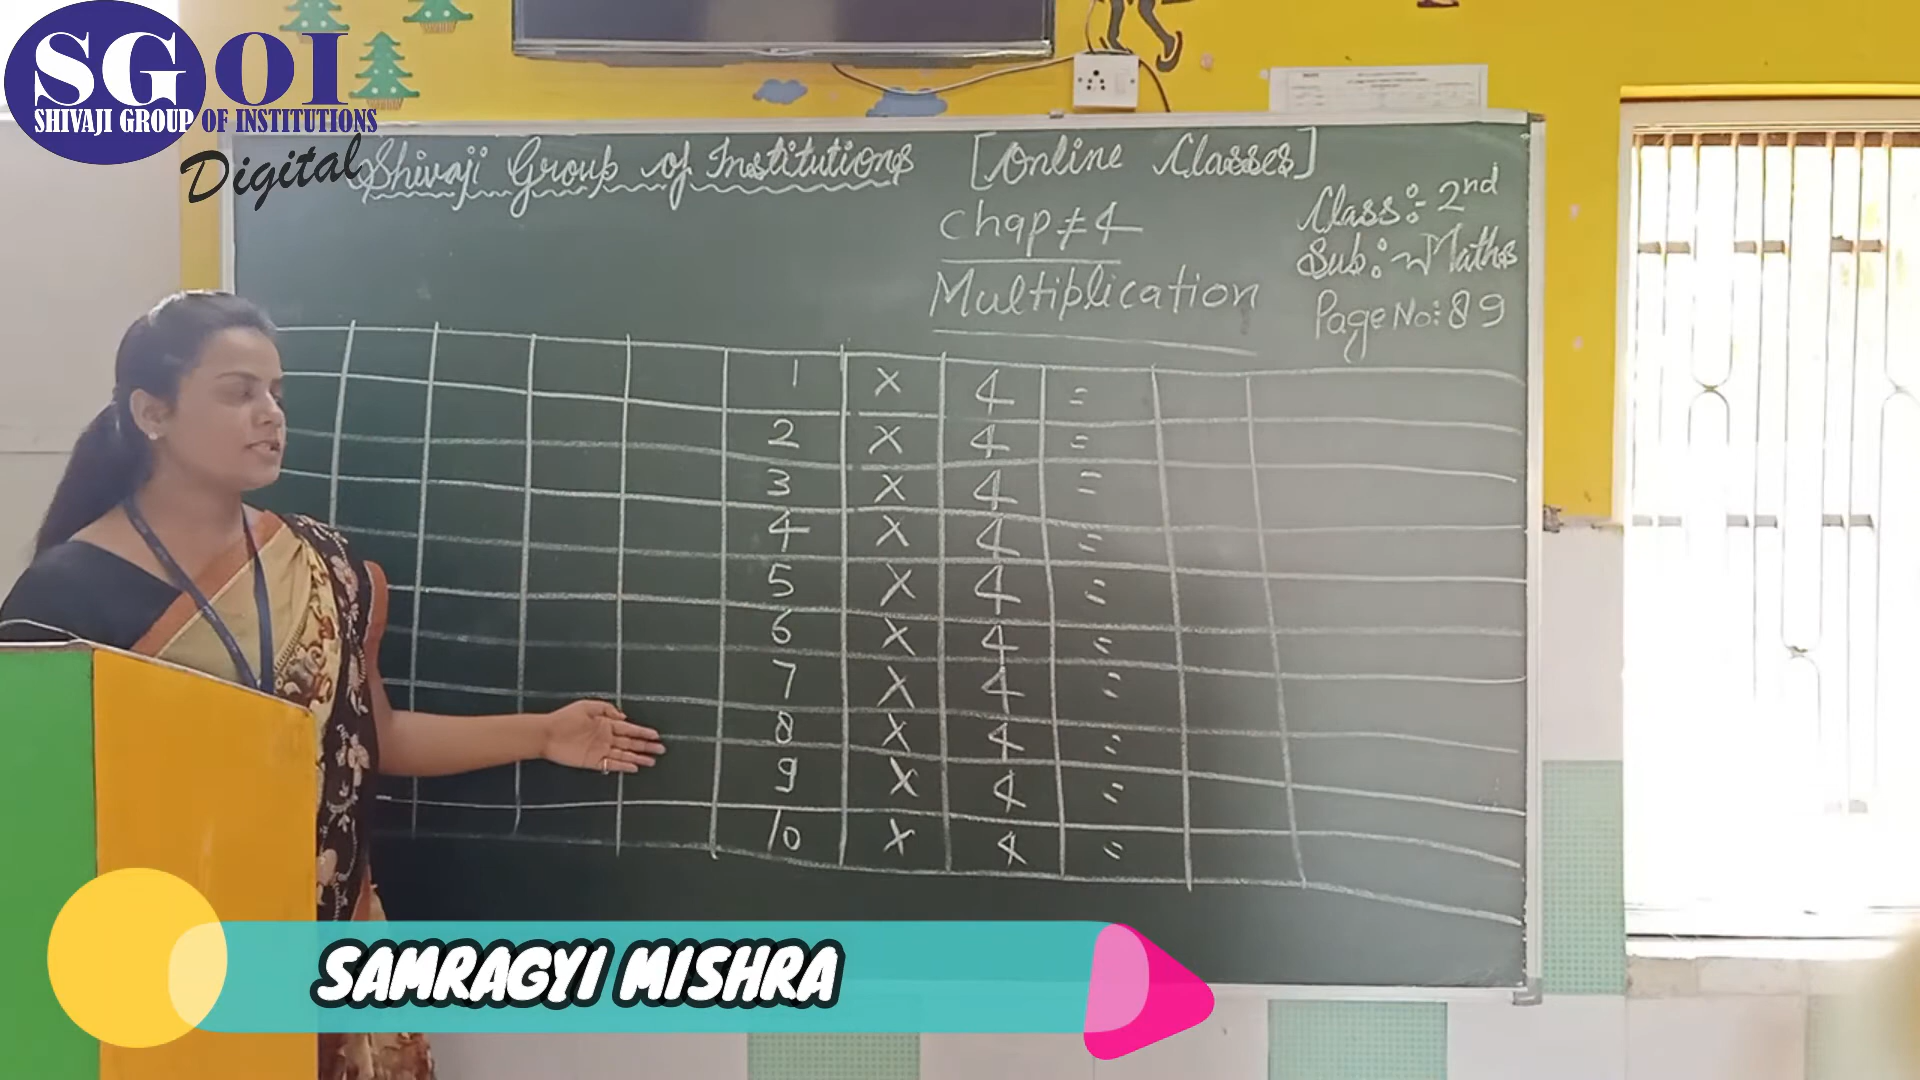 SGOI
SHIVAJI GROUP OF INSTITUTIONS
Digital
Shivaji Group of Institutions [Online Classes]
Class:- 2nd
Sub:- Maths
Page No: 89
Chap≠4
Multiplication
1 × 4 =
2 × 4 =
3 × 4 =
4 × 4 =
5 × 4 =
6 × 4 =
7 × 4 =
8 × 4 =
9 × 4 =
10 × 4 =
SAMRAGYI MISHRA